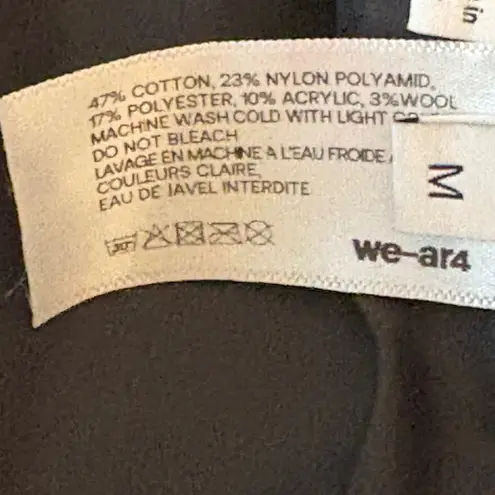 47% COTTON, 23% NYLON POLYAMID,
17% POLYESTER, 10% ACRYLIC, 3% WOOL
MACHINE WASH COLD WITH LIGHT
DO NOT BLEACH
LAVAGE EN MACHINE A L'EAU FROIDE
COULEURS CLAIRE,
EAU DE JAVEL INTERDITE
M
we-ar4
in